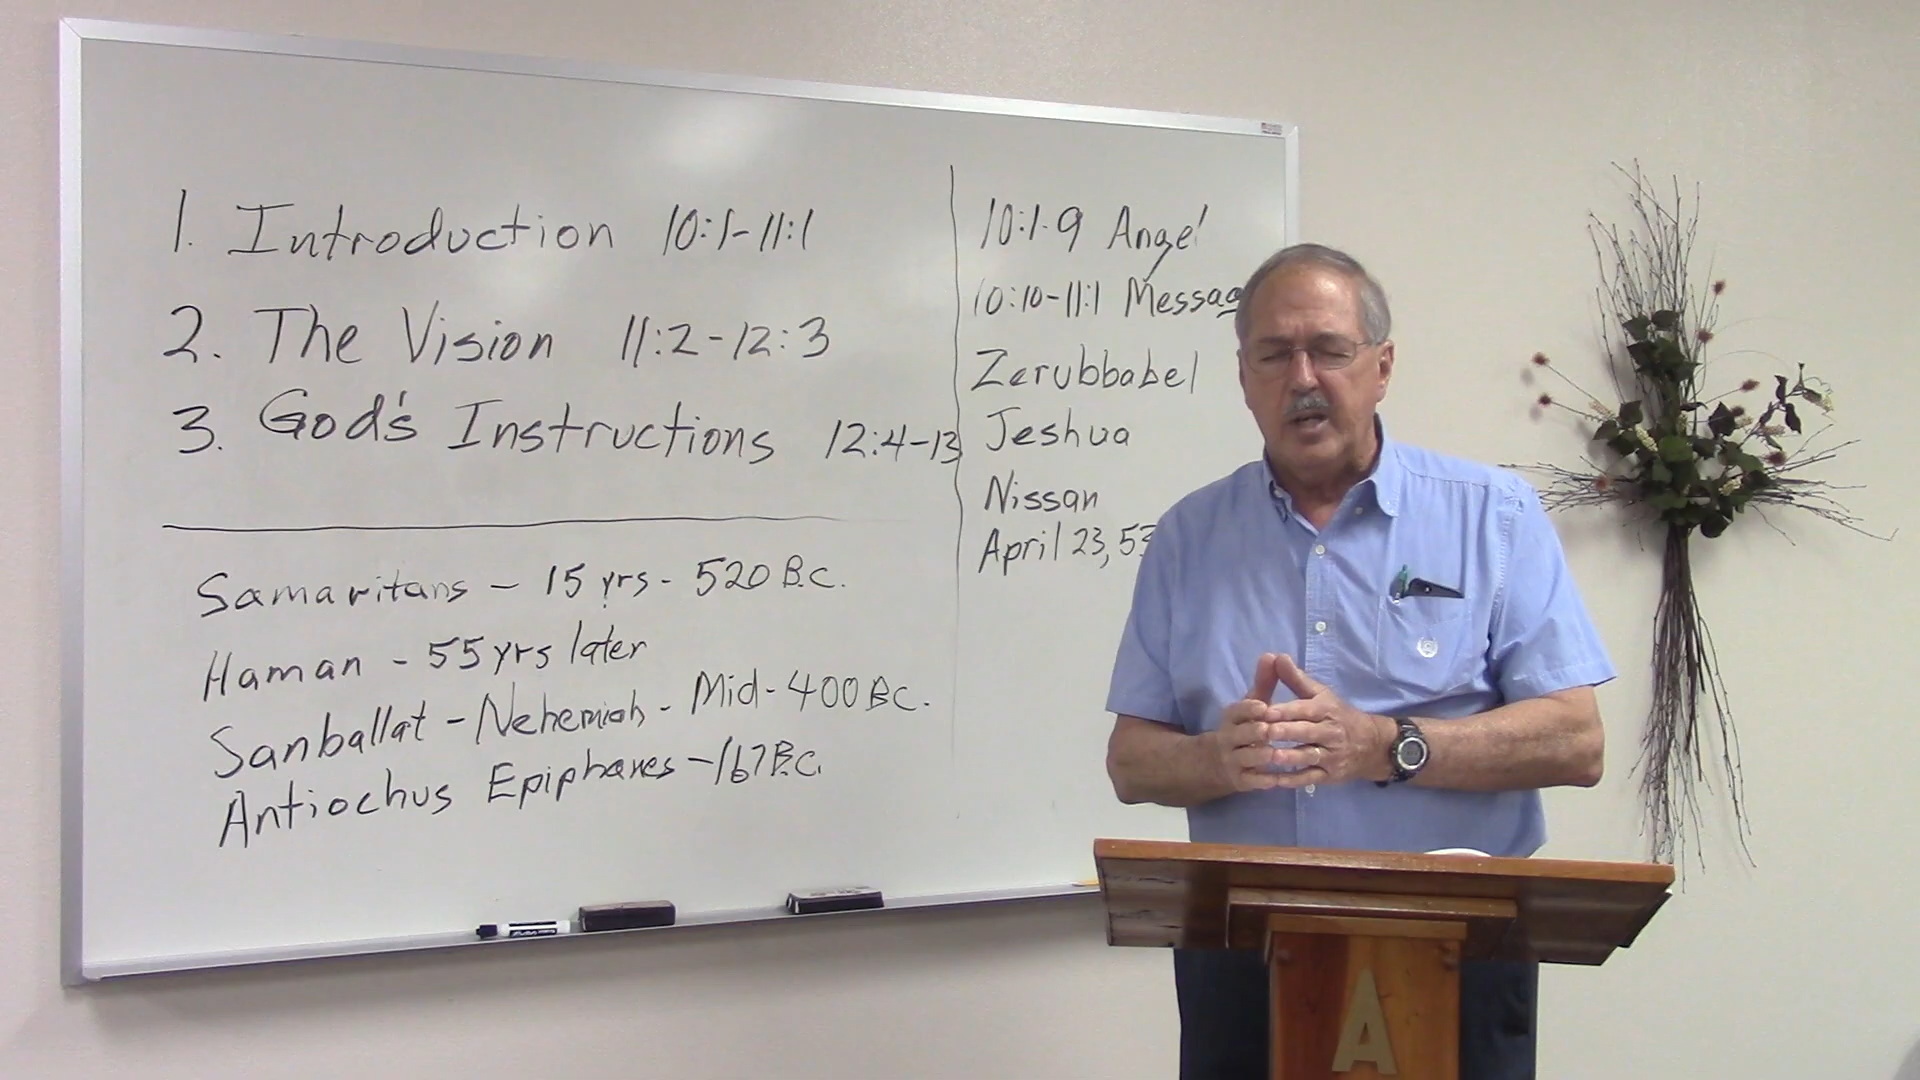 1. Introduction 10:1-11:1
2. The Vision 11:2-12:3
3. God's Instructions 12:4-13
Samaritans - 15 yrs - 520 B.C.
Haman - 55 yrs later
Sanballat - Nehemiah - Mid-400 B.C.
Antiochus Epiphanes - 167 B.C.
10:1-9 Angel
10:10-11:1 Messag
Zerubbabel
Jeshua
Nissan
April 23, 53
A